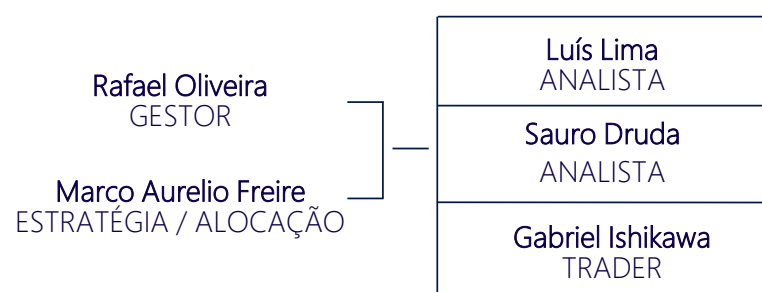 Rafael Oliveira
GESTOR
Marco Aurelio Freire
ESTRATÉGIA / ALOCAÇÃO
Luís Lima
ANALISTA
Sauro Druda
ANALISTA
Gabriel Ishikawa
TRADER